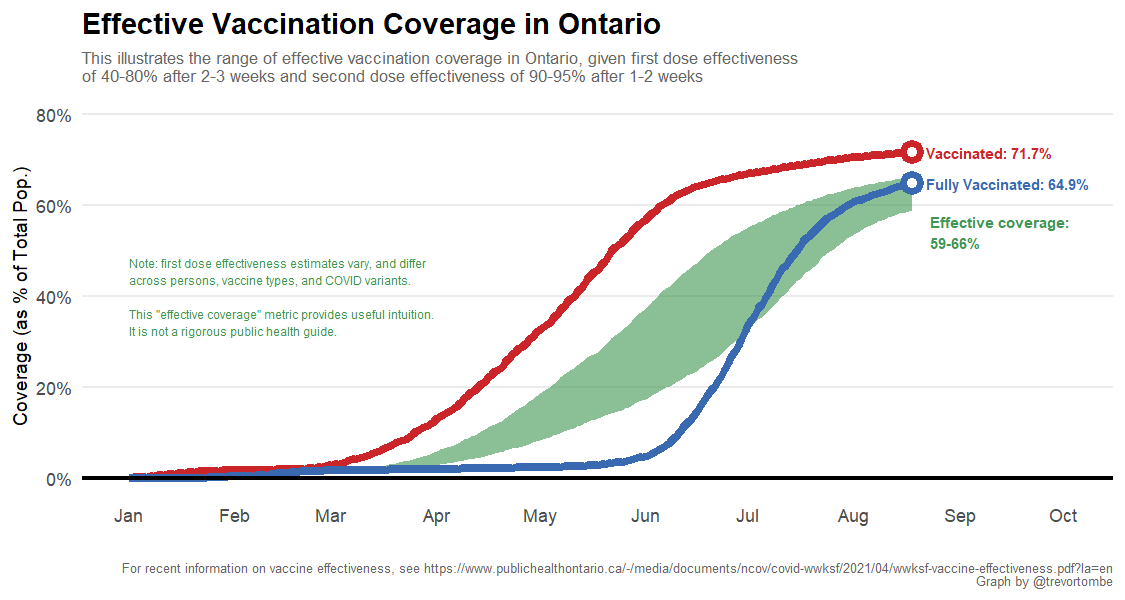 Effective Vaccination Coverage in Ontario
This illustrates the range of effective vaccination coverage in Ontario, given first dose effectiveness
of 40-80% after 2-3 weeks and second dose effectiveness of 90-95% after 1-2 weeks
Coverage (as % of Total Pop.)
80%
60%
40%
20%
0%
Vaccinated: 71.7%
Fully Vaccinated: 64.9%
Effective coverage:
59-66%
Note: first dose effectiveness estimates vary, and differ
across persons, vaccine types, and COVID variants.
This "effective coverage" metric provides useful intuition.
It is not a rigorous public health guide.
Jan Feb Mar Apr May Jun Jul Aug Sep Oct
For recent information on vaccine effectiveness, see https://www.publichealthontario.ca/-/media/documents/ncov/covid-wwksf/2021/04/wwksf-vaccine-effectiveness.pdf?la=en
Graph by @trevortombe